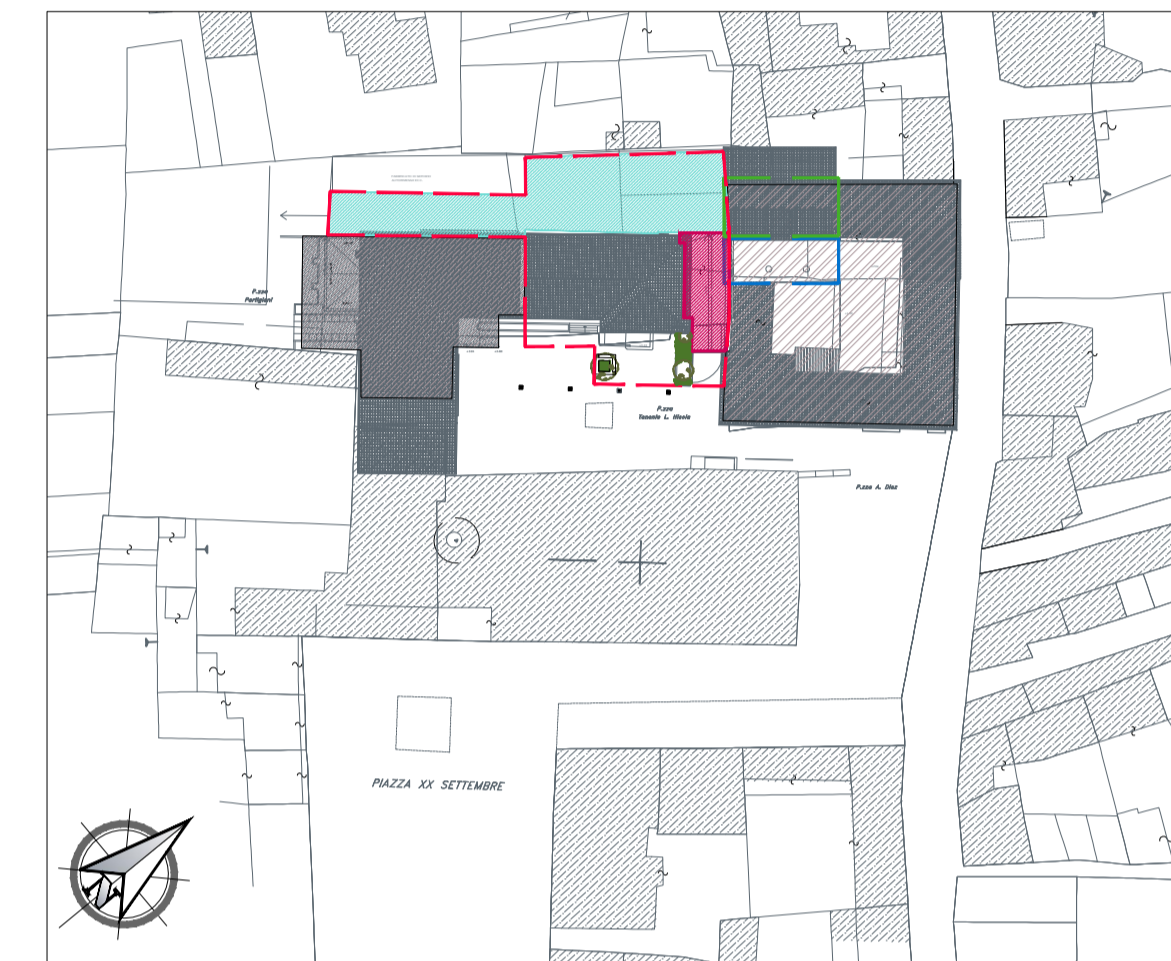 P.zza
Partigiani
P.zza
Tenente L. Nicola
P.zza A. Diaz
PIAZZA XX SETTEMBRE
N